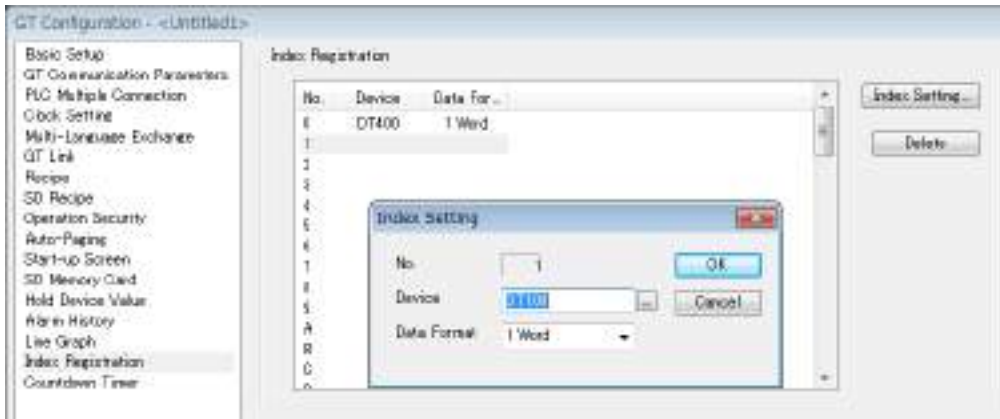 GT Configuration - <Untitled1>
Basic Setup
GT Communication Parameters
PLC Multiple Connection
Clock Setting
Multi-Language Exchange
GT Link
Recipe
SD Recipe
Operation Security
Auto-Paging
Start-up Screen
SD Memory Card
Hold Device Value
Alarm History
Line Graph
Index Registration
Countdown Timer
Index Registration
No. Device Data For...
0 DT400 1 Word
1
2
3
4
5
6
7
8
9
A
B
C
Index Setting...
Delete
Index Setting
No. 1
Device ...
Data Format 1 Word
OK
Cancel